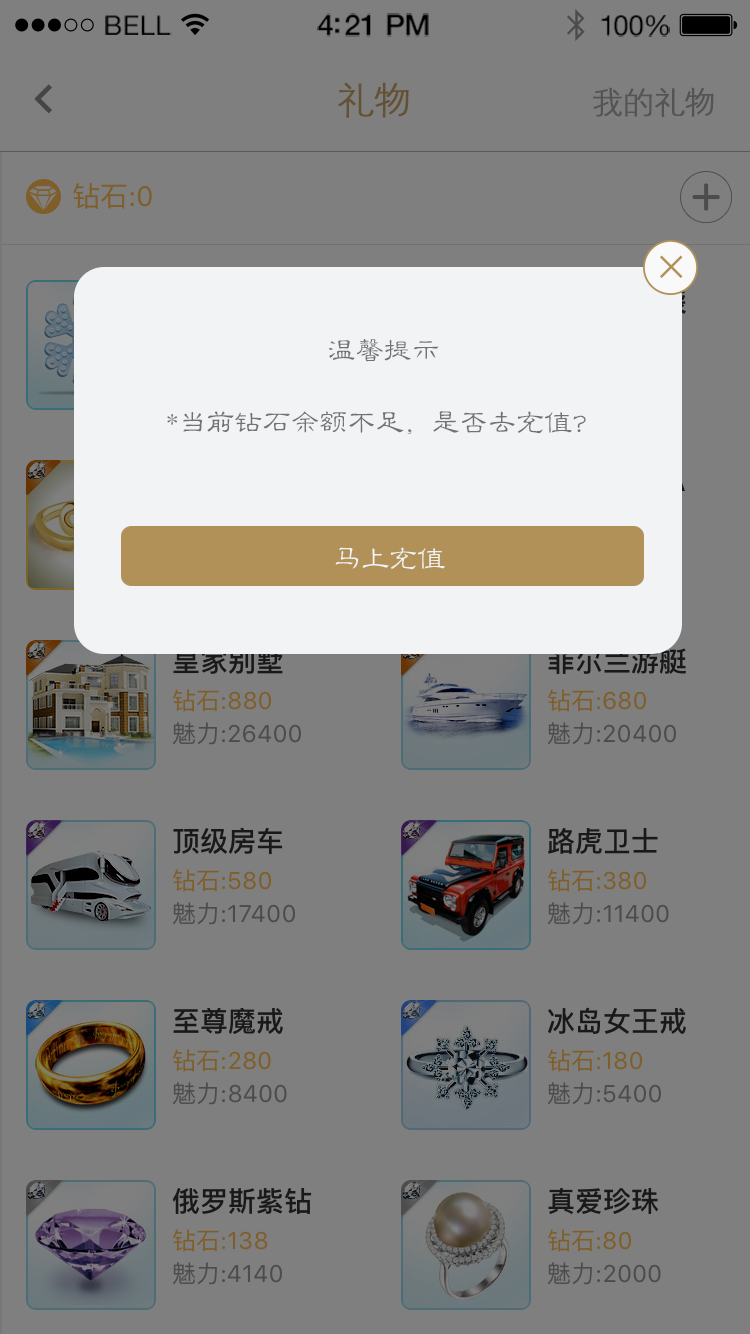 BELL 4:21 PM 100%
礼物 我的礼物
钻石:0
温馨提示
*当前钻石余额不足，是否去充值?
马上充值
皇家别墅
钻石:880
魅力:26400
菲尔兰游艇
钻石:680
魅力:20400
顶级房车
钻石:580
魅力:17400
路虎卫士
钻石:380
魅力:11400
至尊魔戒
钻石:280
魅力:8400
冰岛女王戒
钻石:180
魅力:5400
俄罗斯紫钻
钻石:138
魅力:4140
真爱珍珠
钻石:80
魅力:2000